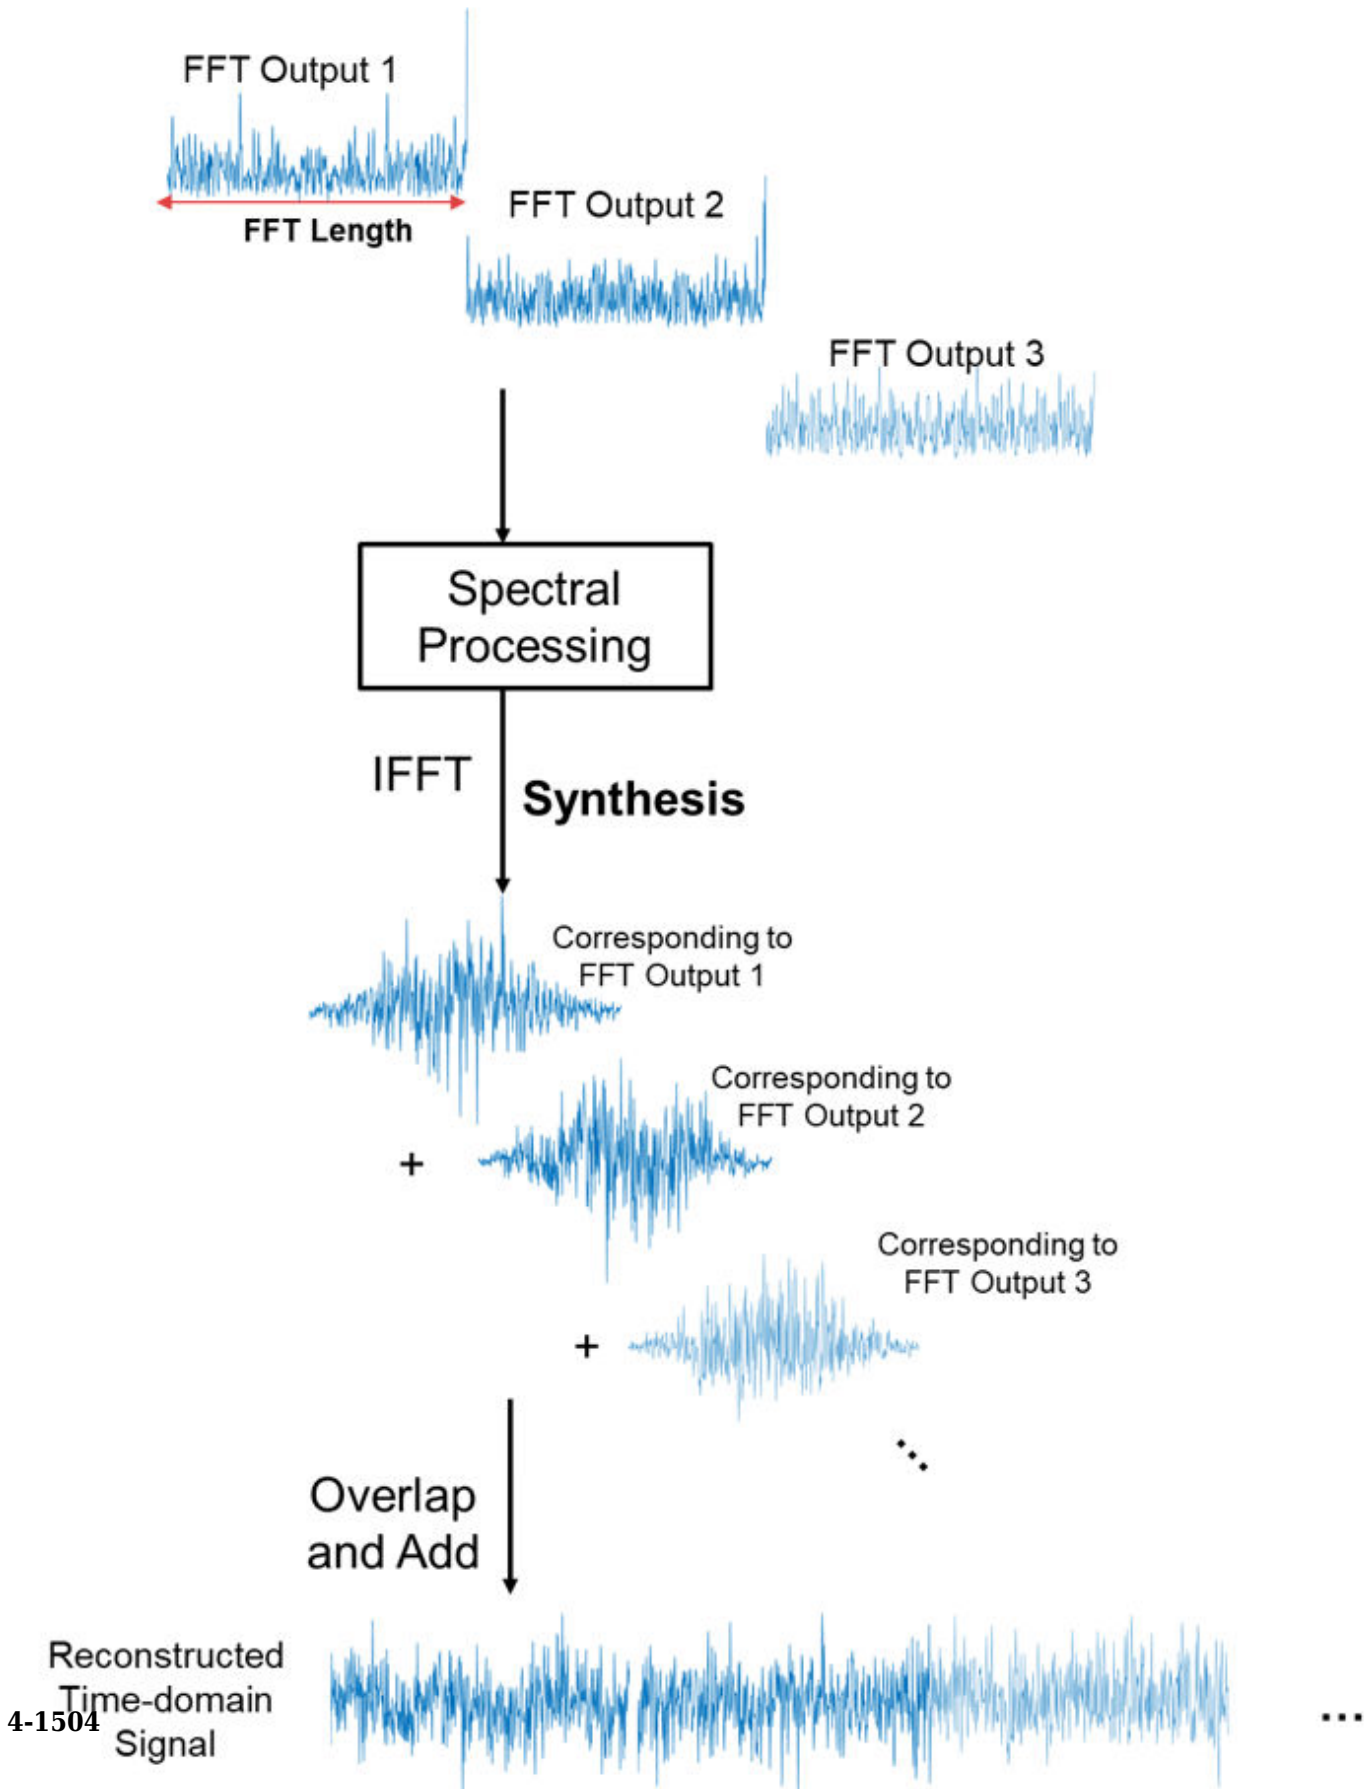 FFT Output 1
FFT Length
FFT Output 2
FFT Output 3
Spectral
Processing
IFFT
Synthesis
Corresponding to
FFT Output 1
Corresponding to
FFT Output 2
+
Corresponding to
FFT Output 3
+
⋱
Overlap
and Add
Reconstructed
Time-domain
Signal
...
4-1504